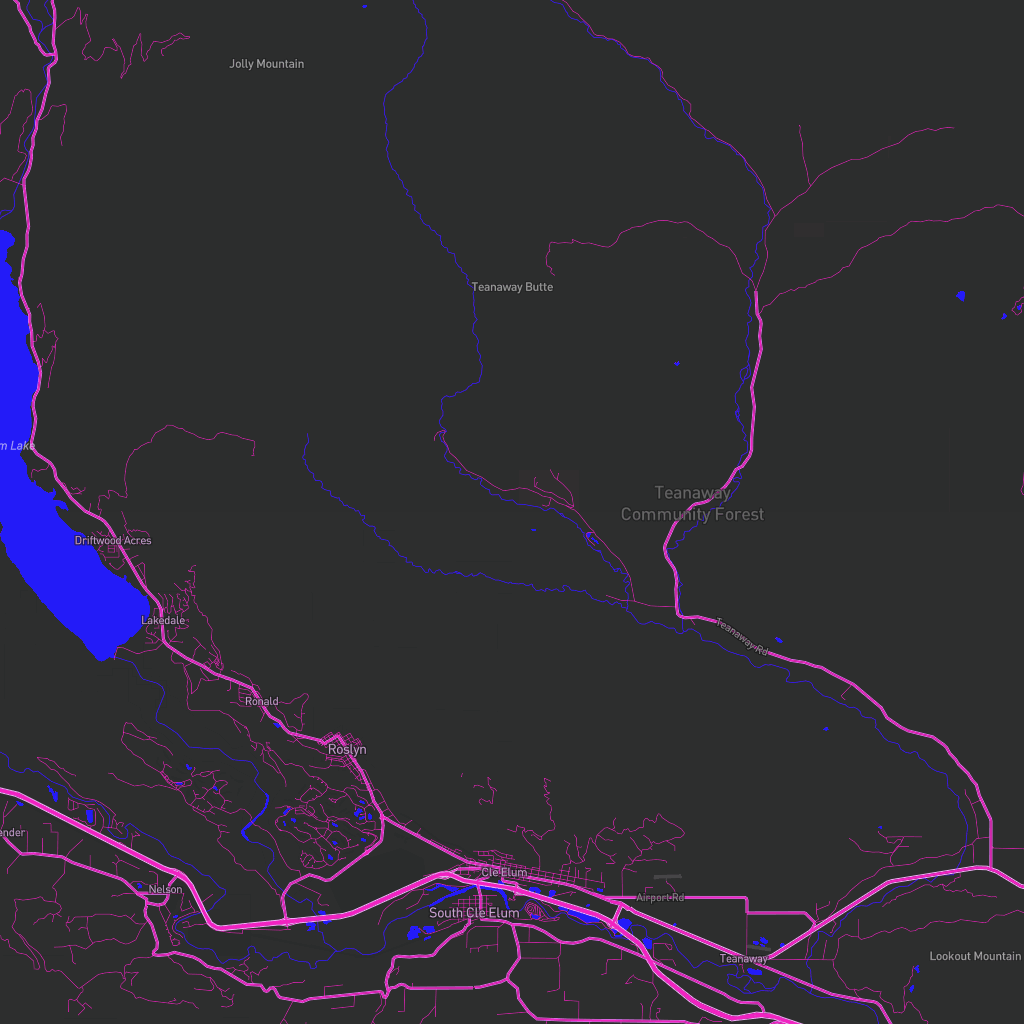 Jolly Mountain
Teanaway Butte
m Lake
Teanaway
Community Forest
Driftwood Acres
Lakedale
Teanaway Rd
Ronald
Roslyn
ender
Cle Elum
Nelson
Airport Rd
South Cle Elum
Teanaway
Lookout Mountain